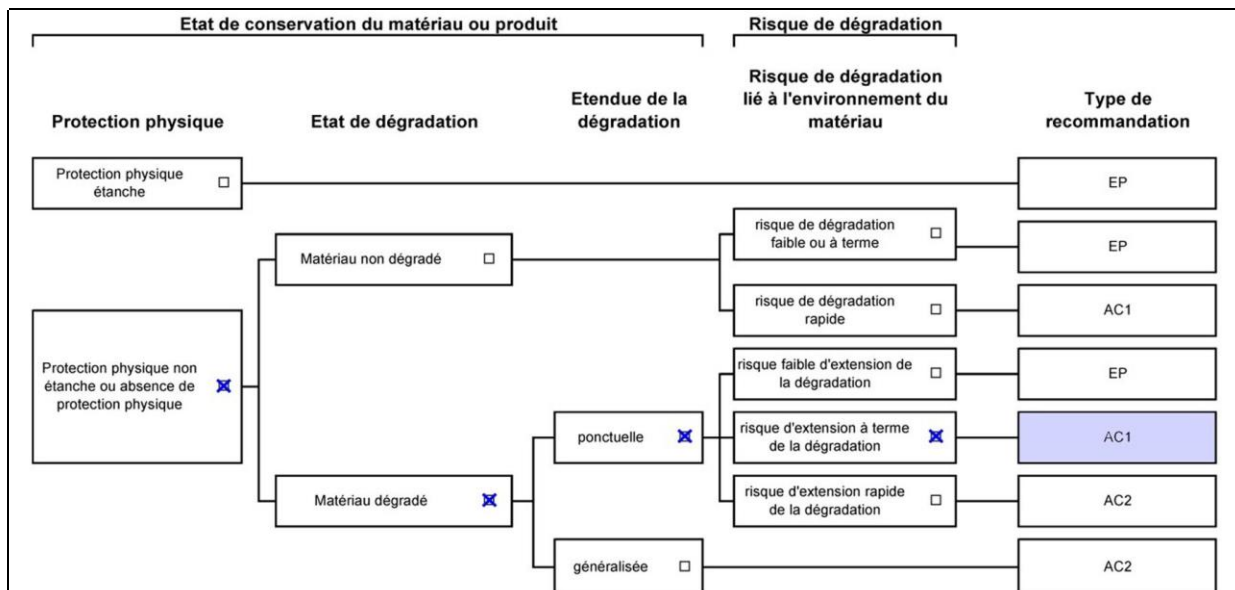 Etat de conservation du matériau ou produit
Risque de dégradation
Protection physique
Etat de dégradation
Etendue de la
dégradation
Risque de dégradation
lié à l'environnement du
matériau
Type de
recommandation
Protection physique
étanche
EP
Matériau non dégradé
risque de dégradation
faible ou à terme
EP
risque de dégradation
rapide
AC1
Protection physique non
étanche ou absence de
protection physique
Matériau dégradé
ponctuelle
risque faible d'extension de
la dégradation
EP
risque d'extension à terme
de la dégradation
AC1
risque d'extension rapide
de la dégradation
AC2
généralisée
AC2